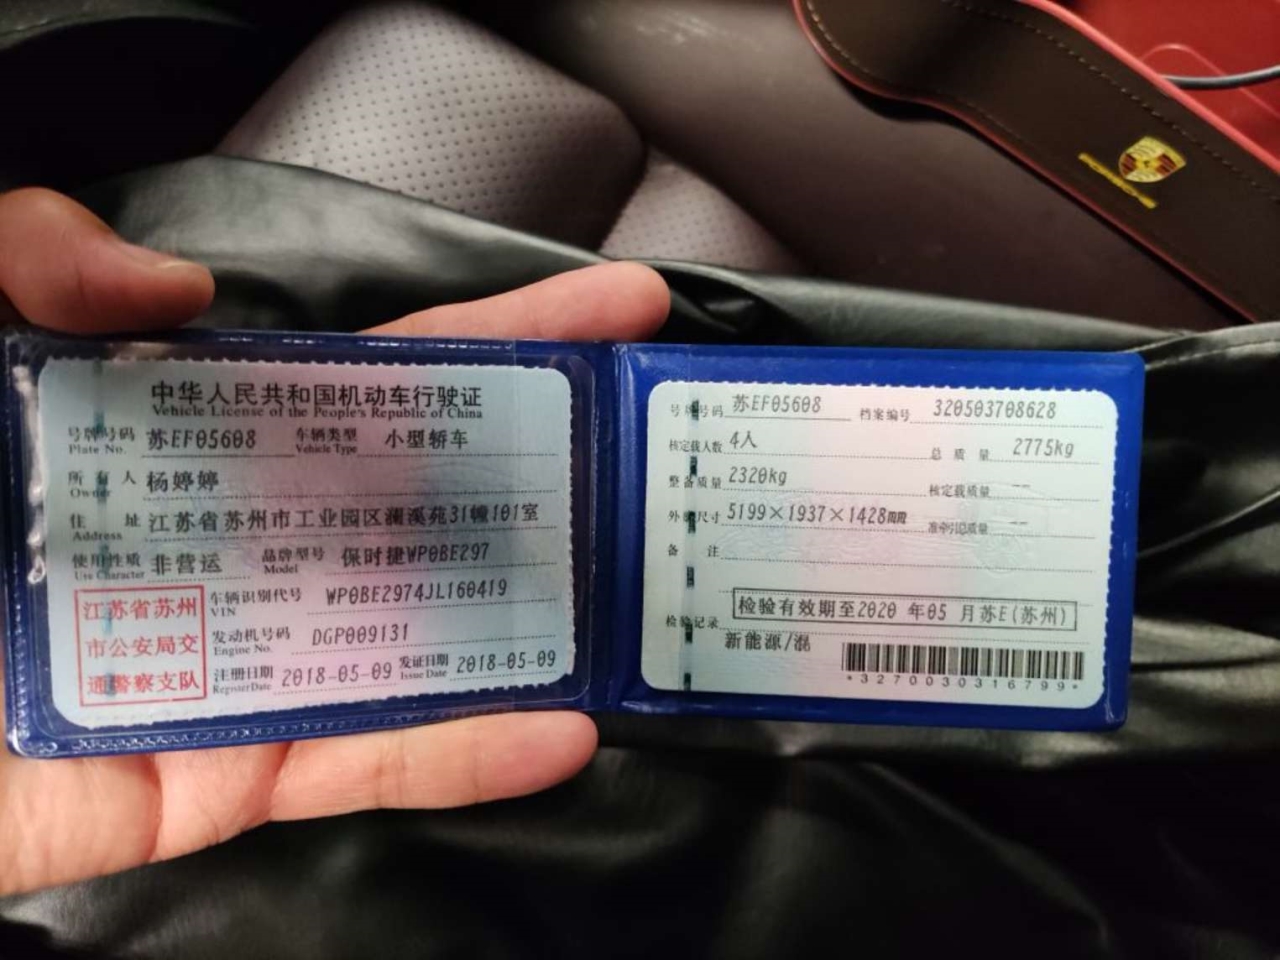 中华人民共和国机动车行驶证
Vehicle License of the People's Republic of China
号牌号码 苏EF05608 车辆类型 小型轿车
Plate No. Vehicle Type
所有人 杨婷婷
Owner
住址 江苏省苏州市工业园区澜溪苑31幢101室
Address
使用性质 非营运 品牌型号 保时捷WP0BE297
Use Character Model
江苏省苏州
市公安局交
通警察支队
车辆识别代号 WP0BE2974JL160419
VIN
发动机号码 DGP009131
Engine No.
注册日期 2018-05-09 发证日期 2018-05-09
Register Date Issue Date
号牌号码 苏EF05608 档案编号 320503708628
核定载人数 4人 总质量 2775kg
整备质量 2320kg 核定载质量 --
外廓尺寸 5199×1937×1428mm 准牵引总质量 --
备注
检验记录 检验有效期至2020年05月苏E(苏州)
新能源/混
*3270030316799*
PORSCHE